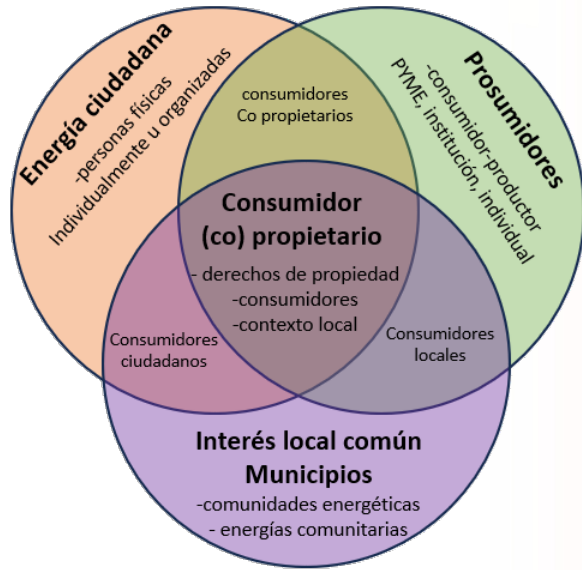 Energía ciudadana
-personas físicas
Individualmente u organizadas
consumidores
Co propietarios
Prosumidores
-consumidor-productor
PYME, institución, individual
Consumidor
(co) propietario
- derechos de propiedad
-consumidores
-contexto local
Consumidores
ciudadanos
Consumidores
locales
Interés local común
Municipios
-comunidades energéticas
- energías comunitarias